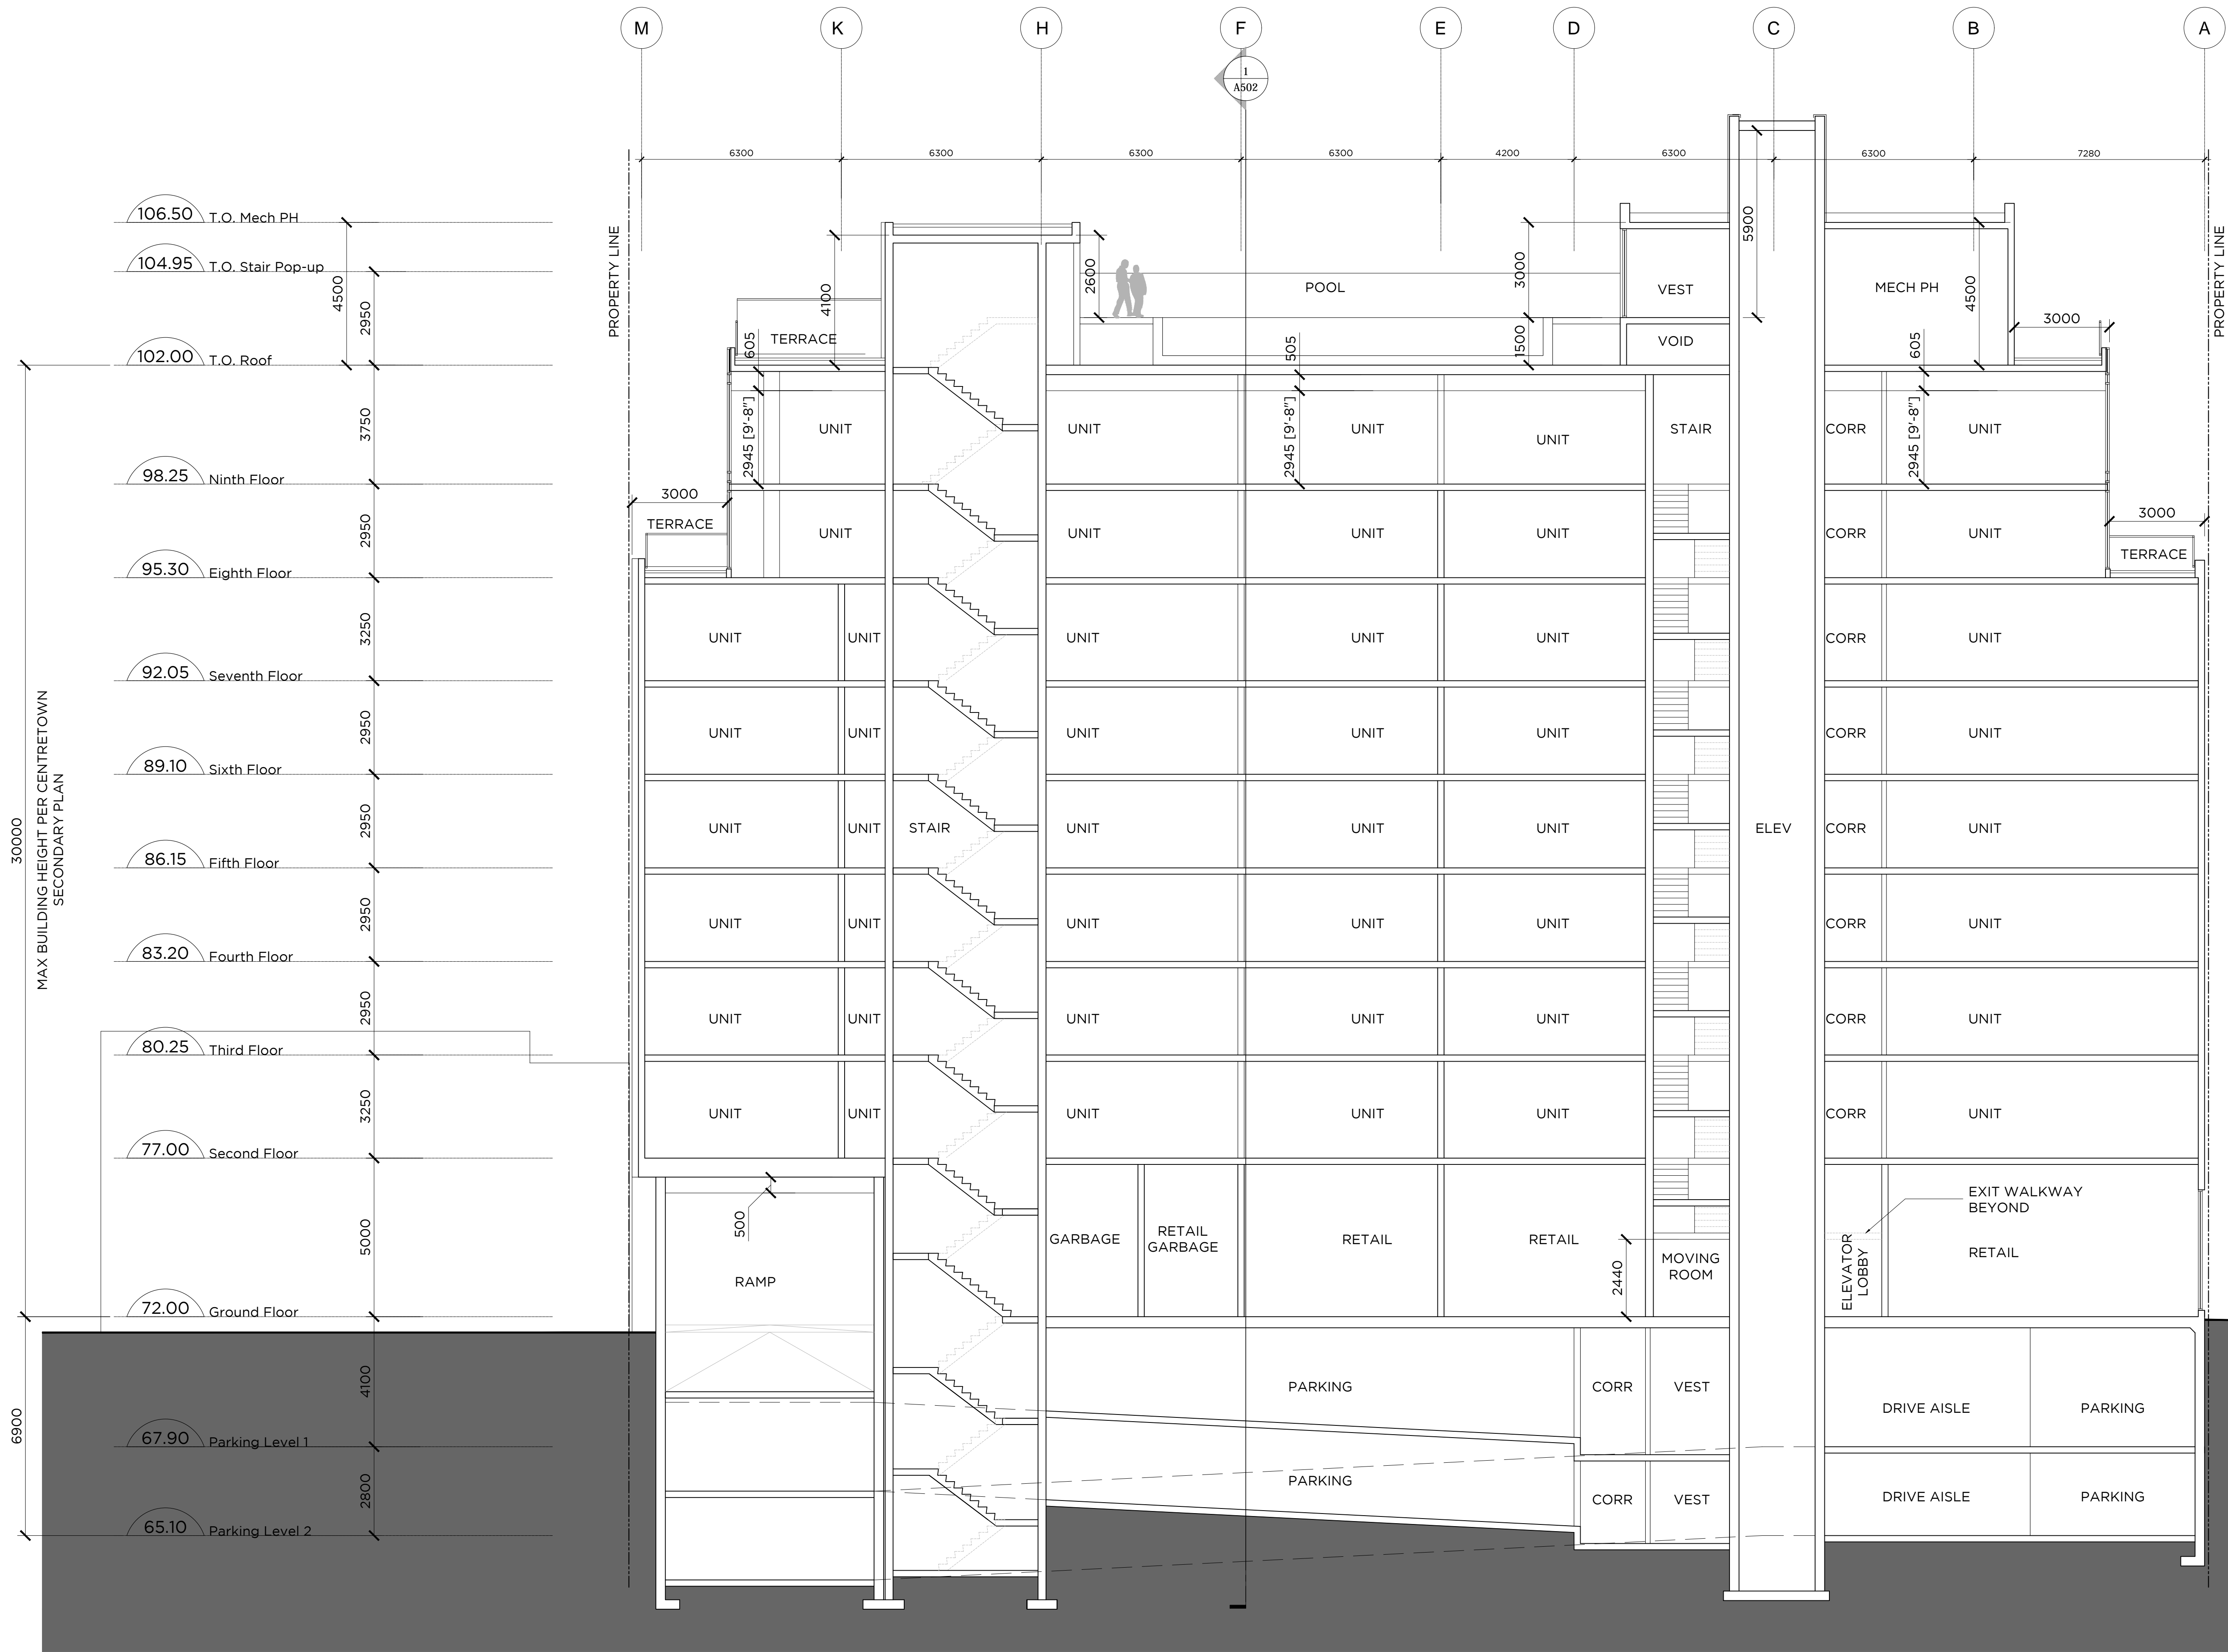 M K H F E D C B A
1
A502
6300 6300 6300 6300 4200 6300 6300 7280
106.50 T.O. Mech PH
104.95 T.O. Stair Pop-up
102.00 T.O. Roof
98.25 Ninth Floor
95.30 Eighth Floor
92.05 Seventh Floor
89.10 Sixth Floor
86.15 Fifth Floor
83.20 Fourth Floor
80.25 Third Floor
77.00 Second Floor
72.00 Ground Floor
67.90 Parking Level 1
65.10 Parking Level 2
4500
2950
3750
2950
3250
2950
2950
2950
2950
3250
5000
4100
2800
30000
MAX BUILDING HEIGHT PER CENTRETOWN
SECONDARY PLAN
6900
PROPERTY LINE
PROPERTY LINE
4100
2600
POOL
3000
1500
VEST
VOID
5900
MECH PH
4500
3000
TERRACE
605
505
605
2945 [9'-8"]
2945 [9'-8"]
2945 [9'-8"]
UNIT UNIT UNIT UNIT STAIR CORR UNIT
3000
TERRACE
3000
TERRACE
UNIT UNIT UNIT UNIT CORR UNIT
UNIT UNIT UNIT UNIT UNIT CORR UNIT
UNIT UNIT UNIT UNIT UNIT CORR UNIT
UNIT UNIT STAIR UNIT UNIT UNIT ELEV CORR UNIT
UNIT UNIT UNIT UNIT UNIT CORR UNIT
UNIT UNIT UNIT UNIT UNIT CORR UNIT
UNIT UNIT UNIT UNIT UNIT CORR UNIT
500
RAMP
GARBAGE
RETAIL
GARBAGE
RETAIL
RETAIL
2440
MOVING
ROOM
ELEVATOR
LOBBY
EXIT WALKWAY
BEYOND
RETAIL
PARKING CORR VEST DRIVE AISLE PARKING
PARKING CORR VEST DRIVE AISLE PARKING